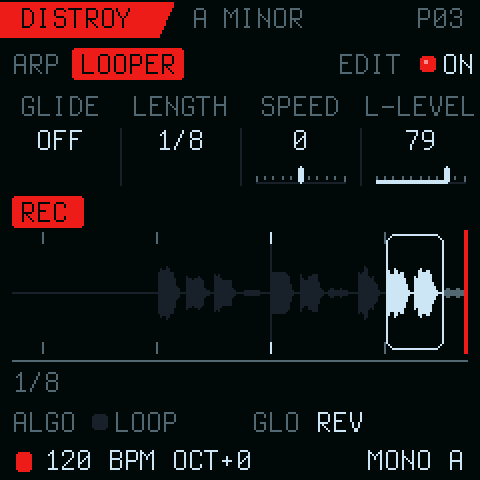 DISTROY A MINOR P03
ARP LOOPER EDIT ON
GLIDE LENGTH SPEED L-LEVEL
OFF 1/8 0 79
REC
1/8
ALGO LOOP GLO REV
120 BPM OCT+0 MONO A